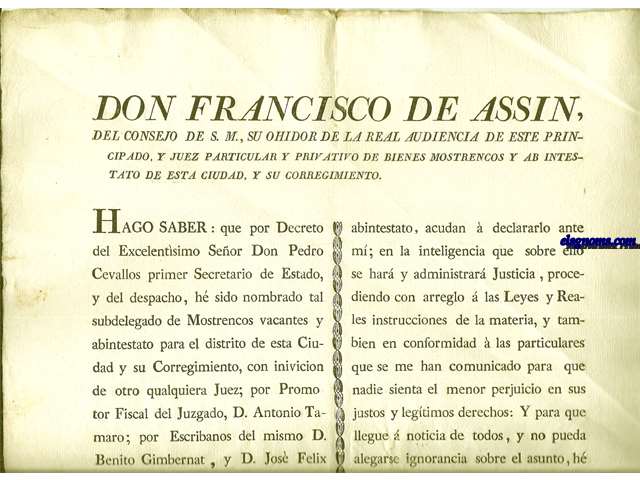 DON FRANCISCO DE ASSIN,
DEL CONSEJO DE S. M., SU OHIDOR DE LA REAL AUDIENCIA DE ESTE PRIN-
CIPADO, Y JUEZ PARTICULAR Y PRIVATIVO DE BIENES MOSTRENCOS Y AB INTES-
TATO DE ESTA CIUDAD, Y SU CORREGIMIENTO.
HAGO SABER: que por Decreto
del Excelentìsimo Señor Don Pedro
Cevallos primer Secretario de Estado,
y del despacho, hé sido nombrado tal
subdelegado de Mostrencos vacantes y
abintestato para el distrito de esta Ciu-
dad y su Corregimiento, con inivicion
de otro qualquiera Juez; por Promo
tor Fiscal del Juzgado, D. Antonio Ta-
maro; por Escribanos del mismo D.
Benito Gimbernat, y D. Josè Felix
abintestato, acudan à declararlo ante
mí; en la inteligencia que sobre ello
se hará y administrará Justicia, proce-
diendo con arreglo á las Leyes y Rea-
les instrucciones de la materia, y tam-
bien en conformidad à las particulares
que se me han comunicado para que
nadie sienta el menor perjuicio en sus
justos y legítimos derechos: Y para que
llegue á noticia de todos, y no pueda
alegarse ignorancia sobre el asunto, hé
elagnoma.com